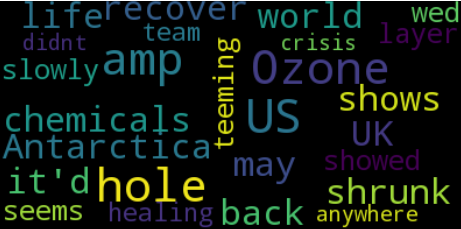 life recover world wed
didnt team crisis layer
slowly amp teeming Ozone
chemicals US shows
Antarctica may UK
it'd hole showed shrunk
seems healing back anywhere